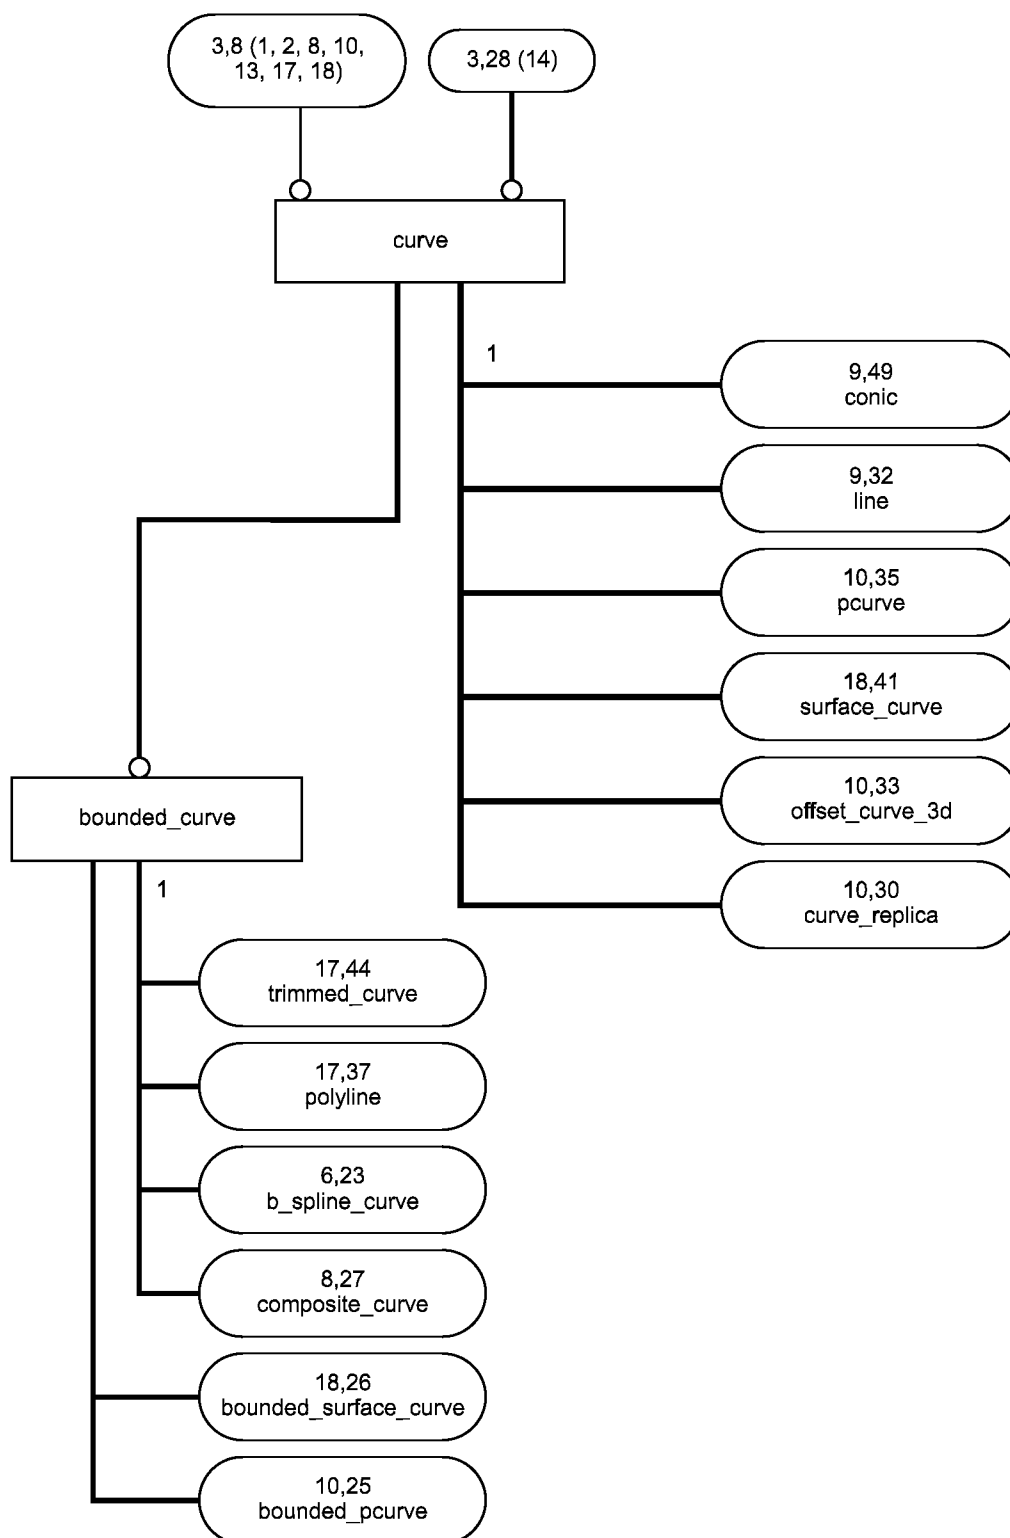 3,8 (1, 2, 8, 10,
13, 17, 18)
3,28 (14)
curve
1
9,49
conic
9,32
line
10,35
pcurve
18,41
surface_curve
10,33
offset_curve_3d
10,30
curve_replica
bounded_curve
1
17,44
trimmed_curve
17,37
polyline
6,23
b_spline_curve
8,27
composite_curve
18,26
bounded_surface_curve
10,25
bounded_pcurve